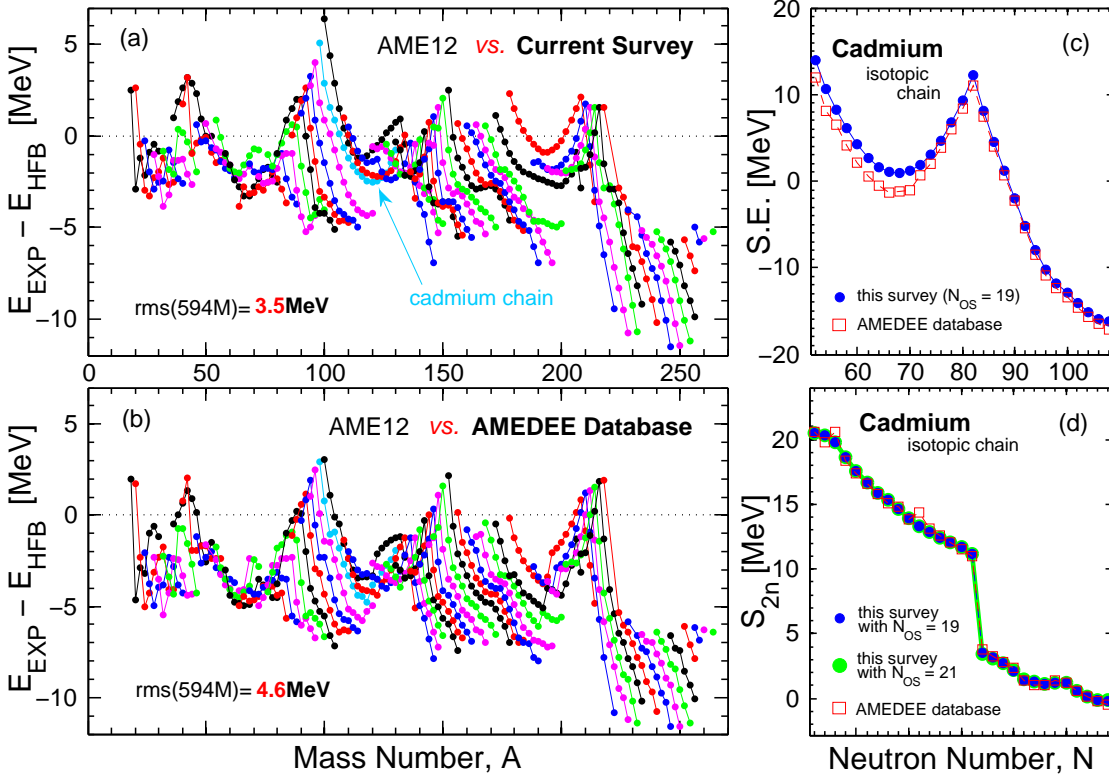 (a)
AME12 vs. Current Survey
5
0
−5
−10
E_EXP − E_HFB [MeV]
cadmium chain
rms(594M)= 3.5MeV
0 50 100 150 200 250
(b)
AME12 vs. AMEDEE Database
5
0
−5
−10
E_EXP − E_HFB [MeV]
rms(594M)= 4.6MeV
Mass Number, A
20
10
0
−10
−20
S.E. [MeV]
Cadmium (c)
isotopic
chain
this survey (N_OS = 19)
AMEDEE database
60 70 80 90 100
20
15
10
5
0
S_2n [MeV]
Cadmium (d)
isotopic chain
this survey
with N_OS = 19
this survey
with N_OS = 21
AMEDEE database
Neutron Number, N